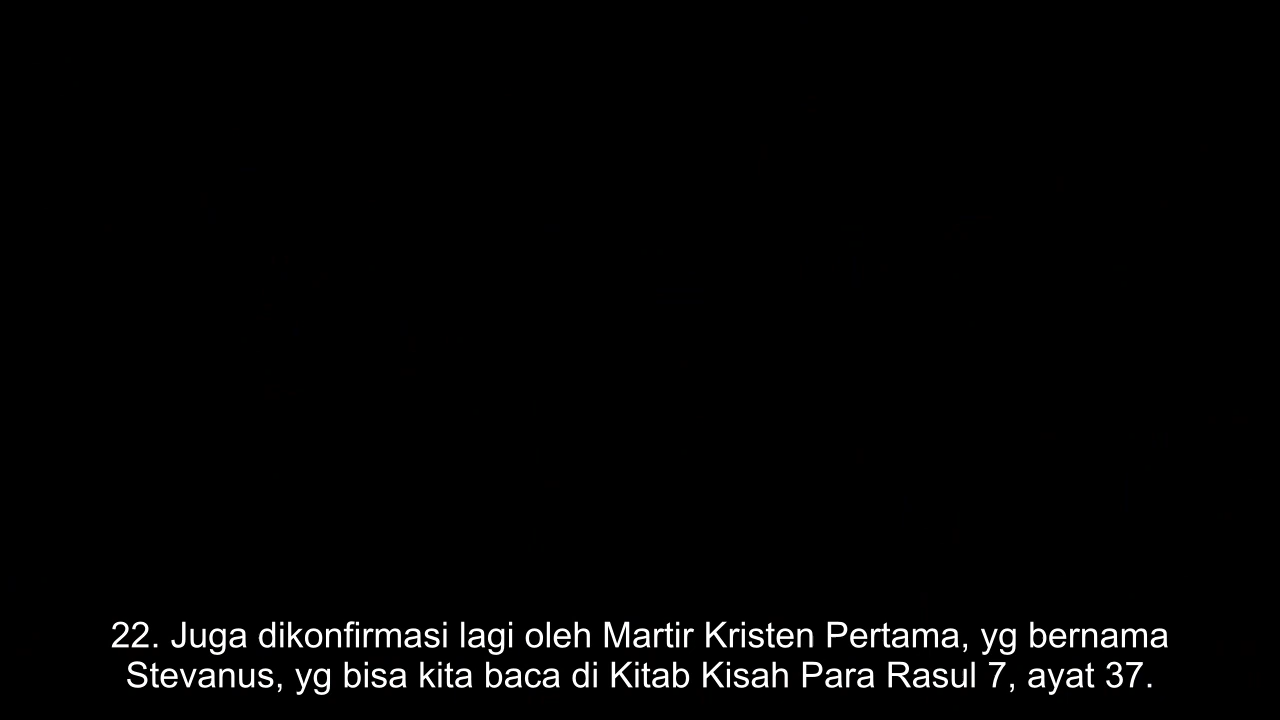 22. Juga dikonfirmasi lagi oleh Martir Kristen Pertama, yg bernama
Stevanus, yg bisa kita baca di Kitab Kisah Para Rasul 7, ayat 37.